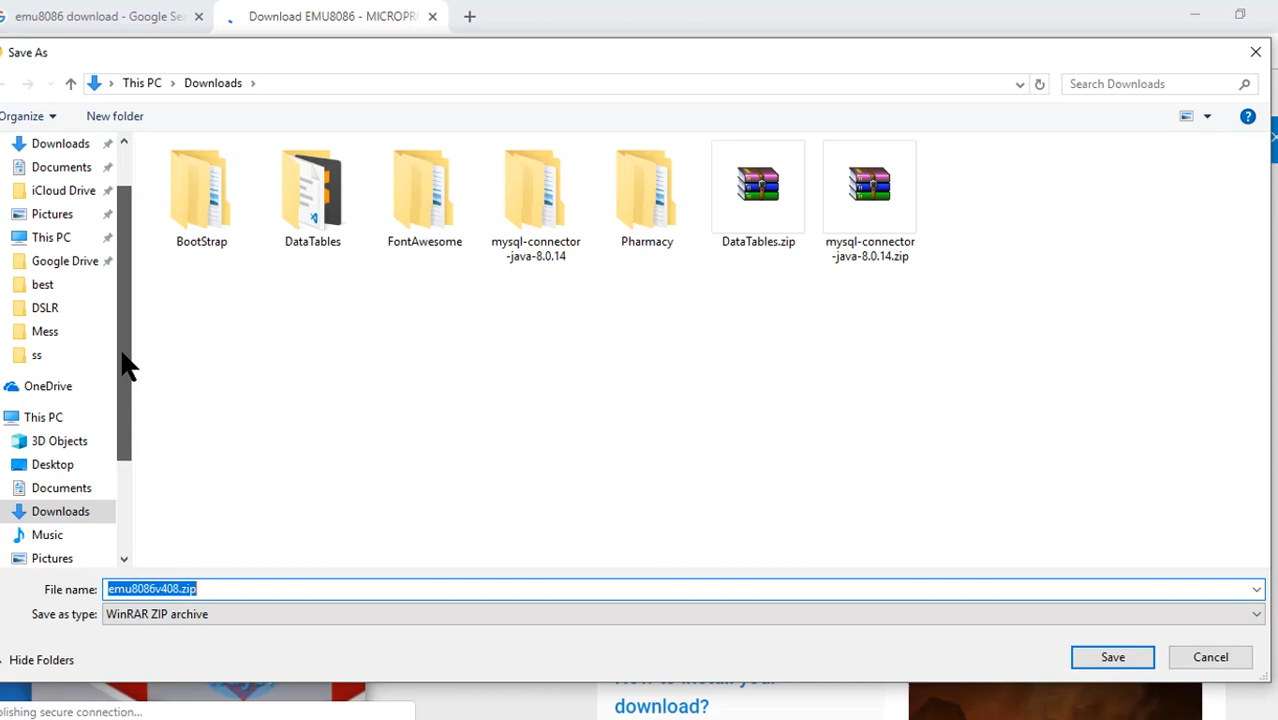 emu8086 download - Google Sea
Download EMU8086 - MICROPR
Save As
This PC
Downloads
Search Downloads
Organize
New folder
Downloads
Documents
iCloud Drive
Pictures
This PC
Google Drive
best
DSLR
Mess
ss
OneDrive
This PC
3D Objects
Desktop
Documents
Downloads
Music
Pictures
BootStrap
DataTables
FontAwesome
mysql-connector
-java-8.0.14
Pharmacy
DataTables.zip
mysql-connector
-java-8.0.14.zip
File name:
emu8086v408.zip
Save as type:
WinRAR ZIP archive
Hide Folders
Save
Cancel
How to install your
download?
blishing secure connection...